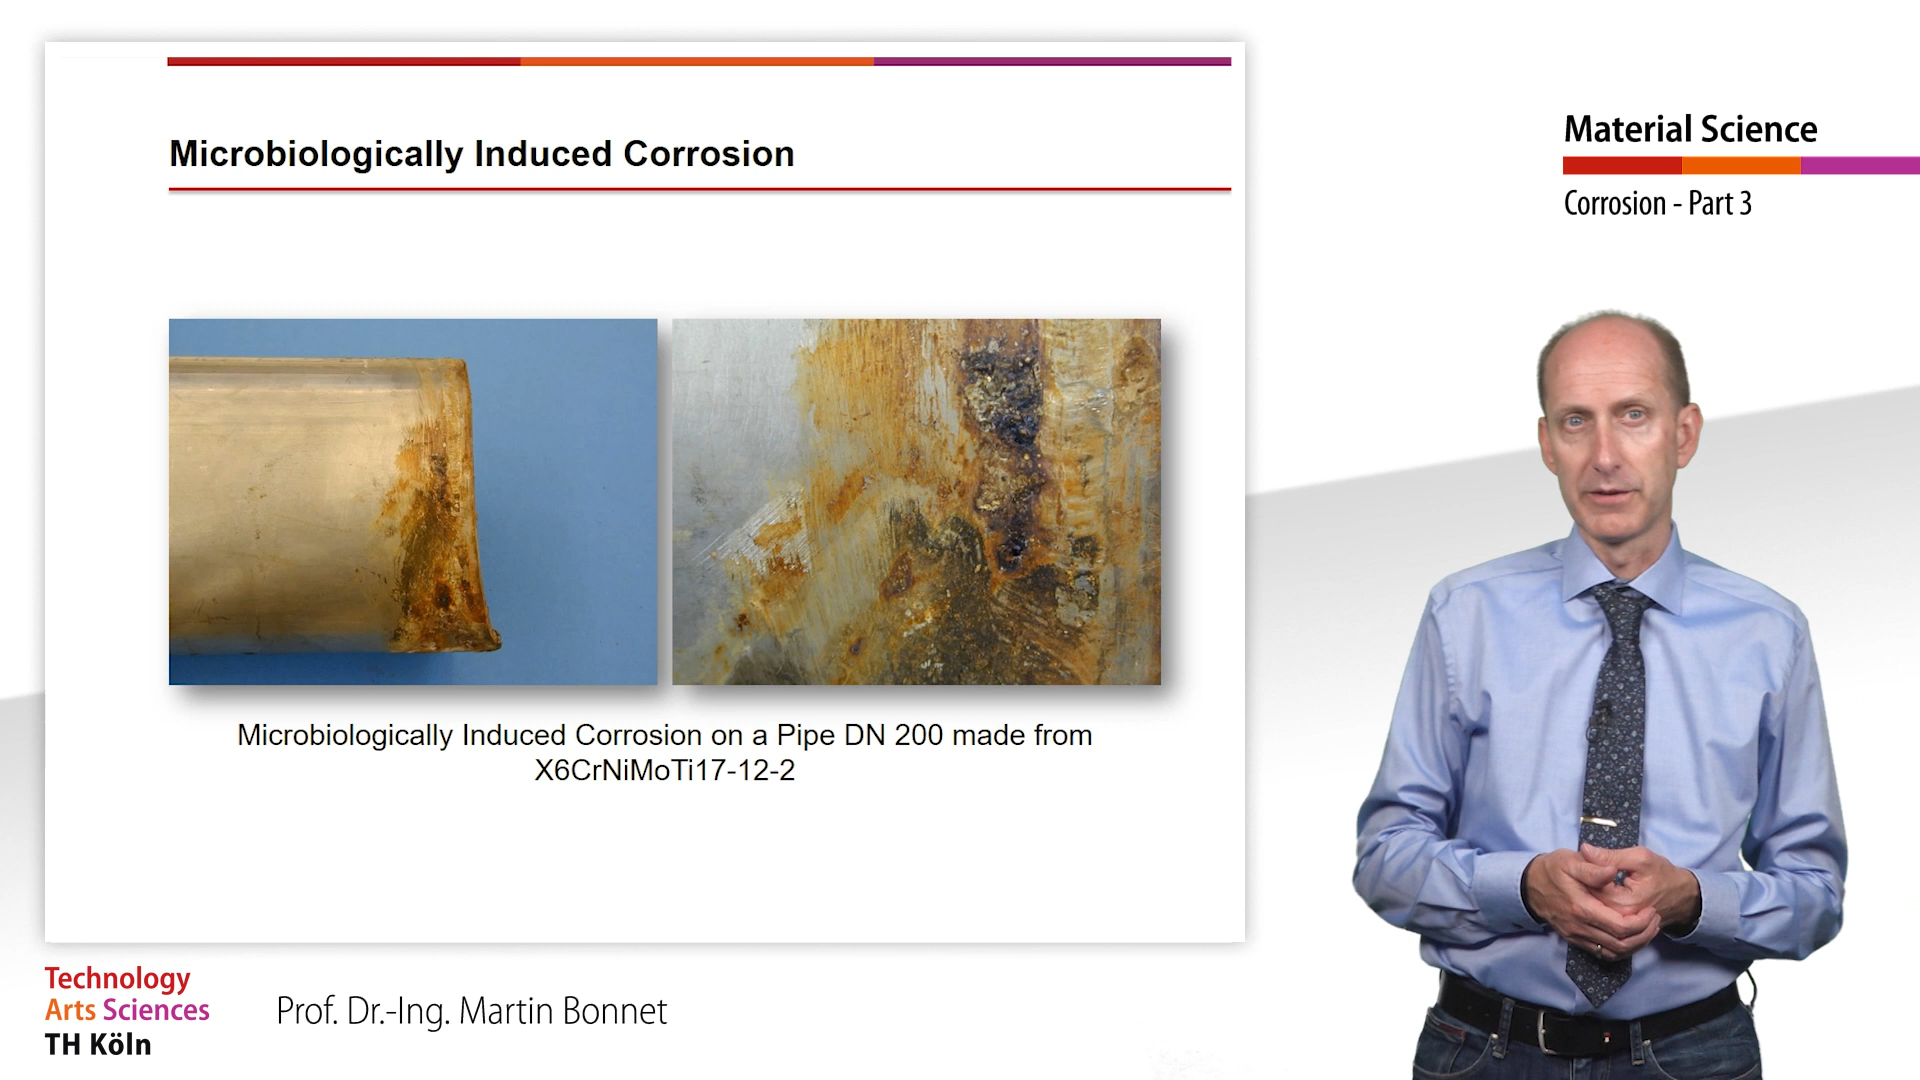 Microbiologically Induced Corrosion
Microbiologically Induced Corrosion on a Pipe DN 200 made from
X6CrNiMoTi17-12-2
Material Science
Corrosion - Part 3
Technology
Arts Sciences
TH Köln
Prof. Dr.-Ing. Martin Bonnet